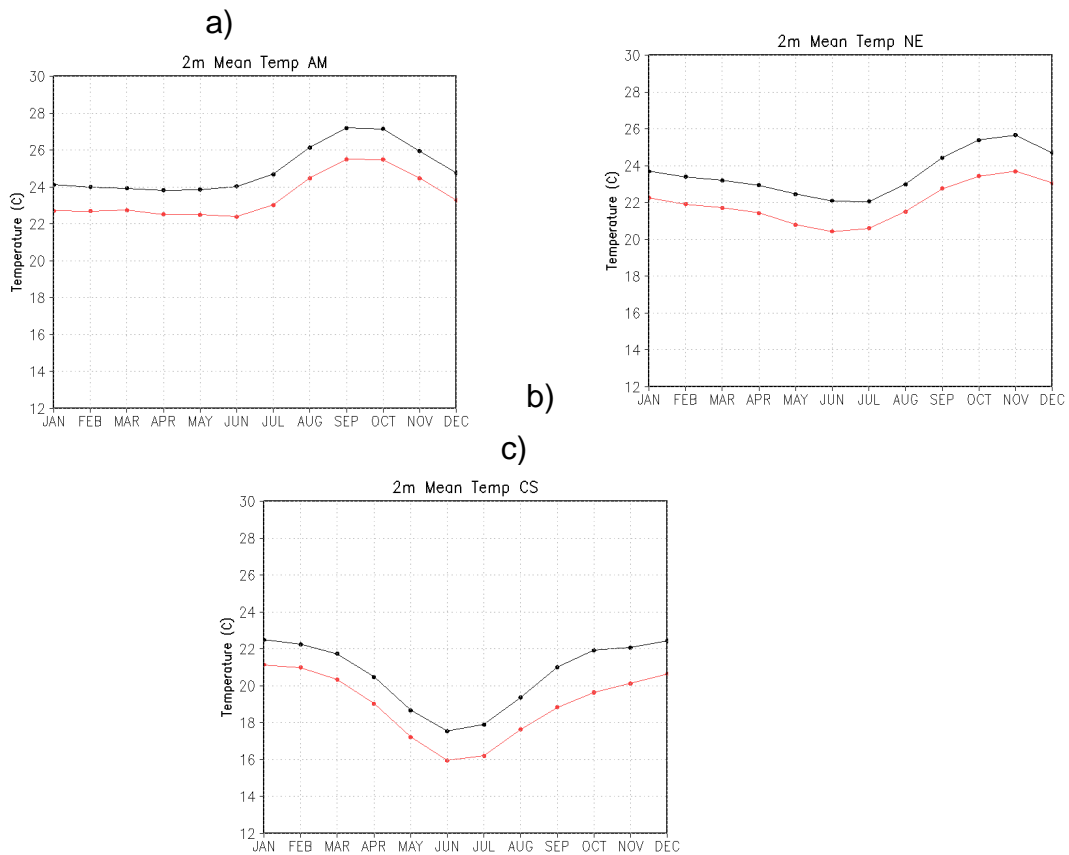 a)
2m Mean Temp AM
Temperature (C)
30
28
26
24
22
20
18
16
14
12
JAN FEB MAR APR MAY JUN JUL AUG SEP OCT NOV DEC
2m Mean Temp NE
Temperature (C)
30
28
26
24
22
20
18
16
14
12
JAN FEB MAR APR MAY JUN JUL AUG SEP OCT NOV DEC
b)
c)
2m Mean Temp CS
Temperature (C)
30
28
26
24
22
20
18
16
14
12
JAN FEB MAR APR MAY JUN JUL AUG SEP OCT NOV DEC